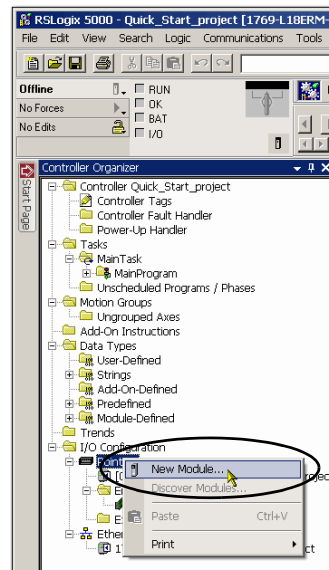 RSLogix 5000 - Quick_Start_project [1769-L18ERM-
File Edit View Search Logic Communications Tools
Offline RUN
No Forces OK
No Edits BAT
I/O
Start Page
Controller Organizer
Controller Quick_Start_project
Controller Tags
Controller Fault Handler
Power-Up Handler
Tasks
MainTask
MainProgram
Unscheduled Programs / Phases
Motion Groups
Ungrouped Axes
Add-On Instructions
Data Types
User-Defined
Strings
Add-On-Defined
Predefined
Module-Defined
Trends
I/O Configuration
New Module...
Discover Modules...
Paste Ctrl+V
Print